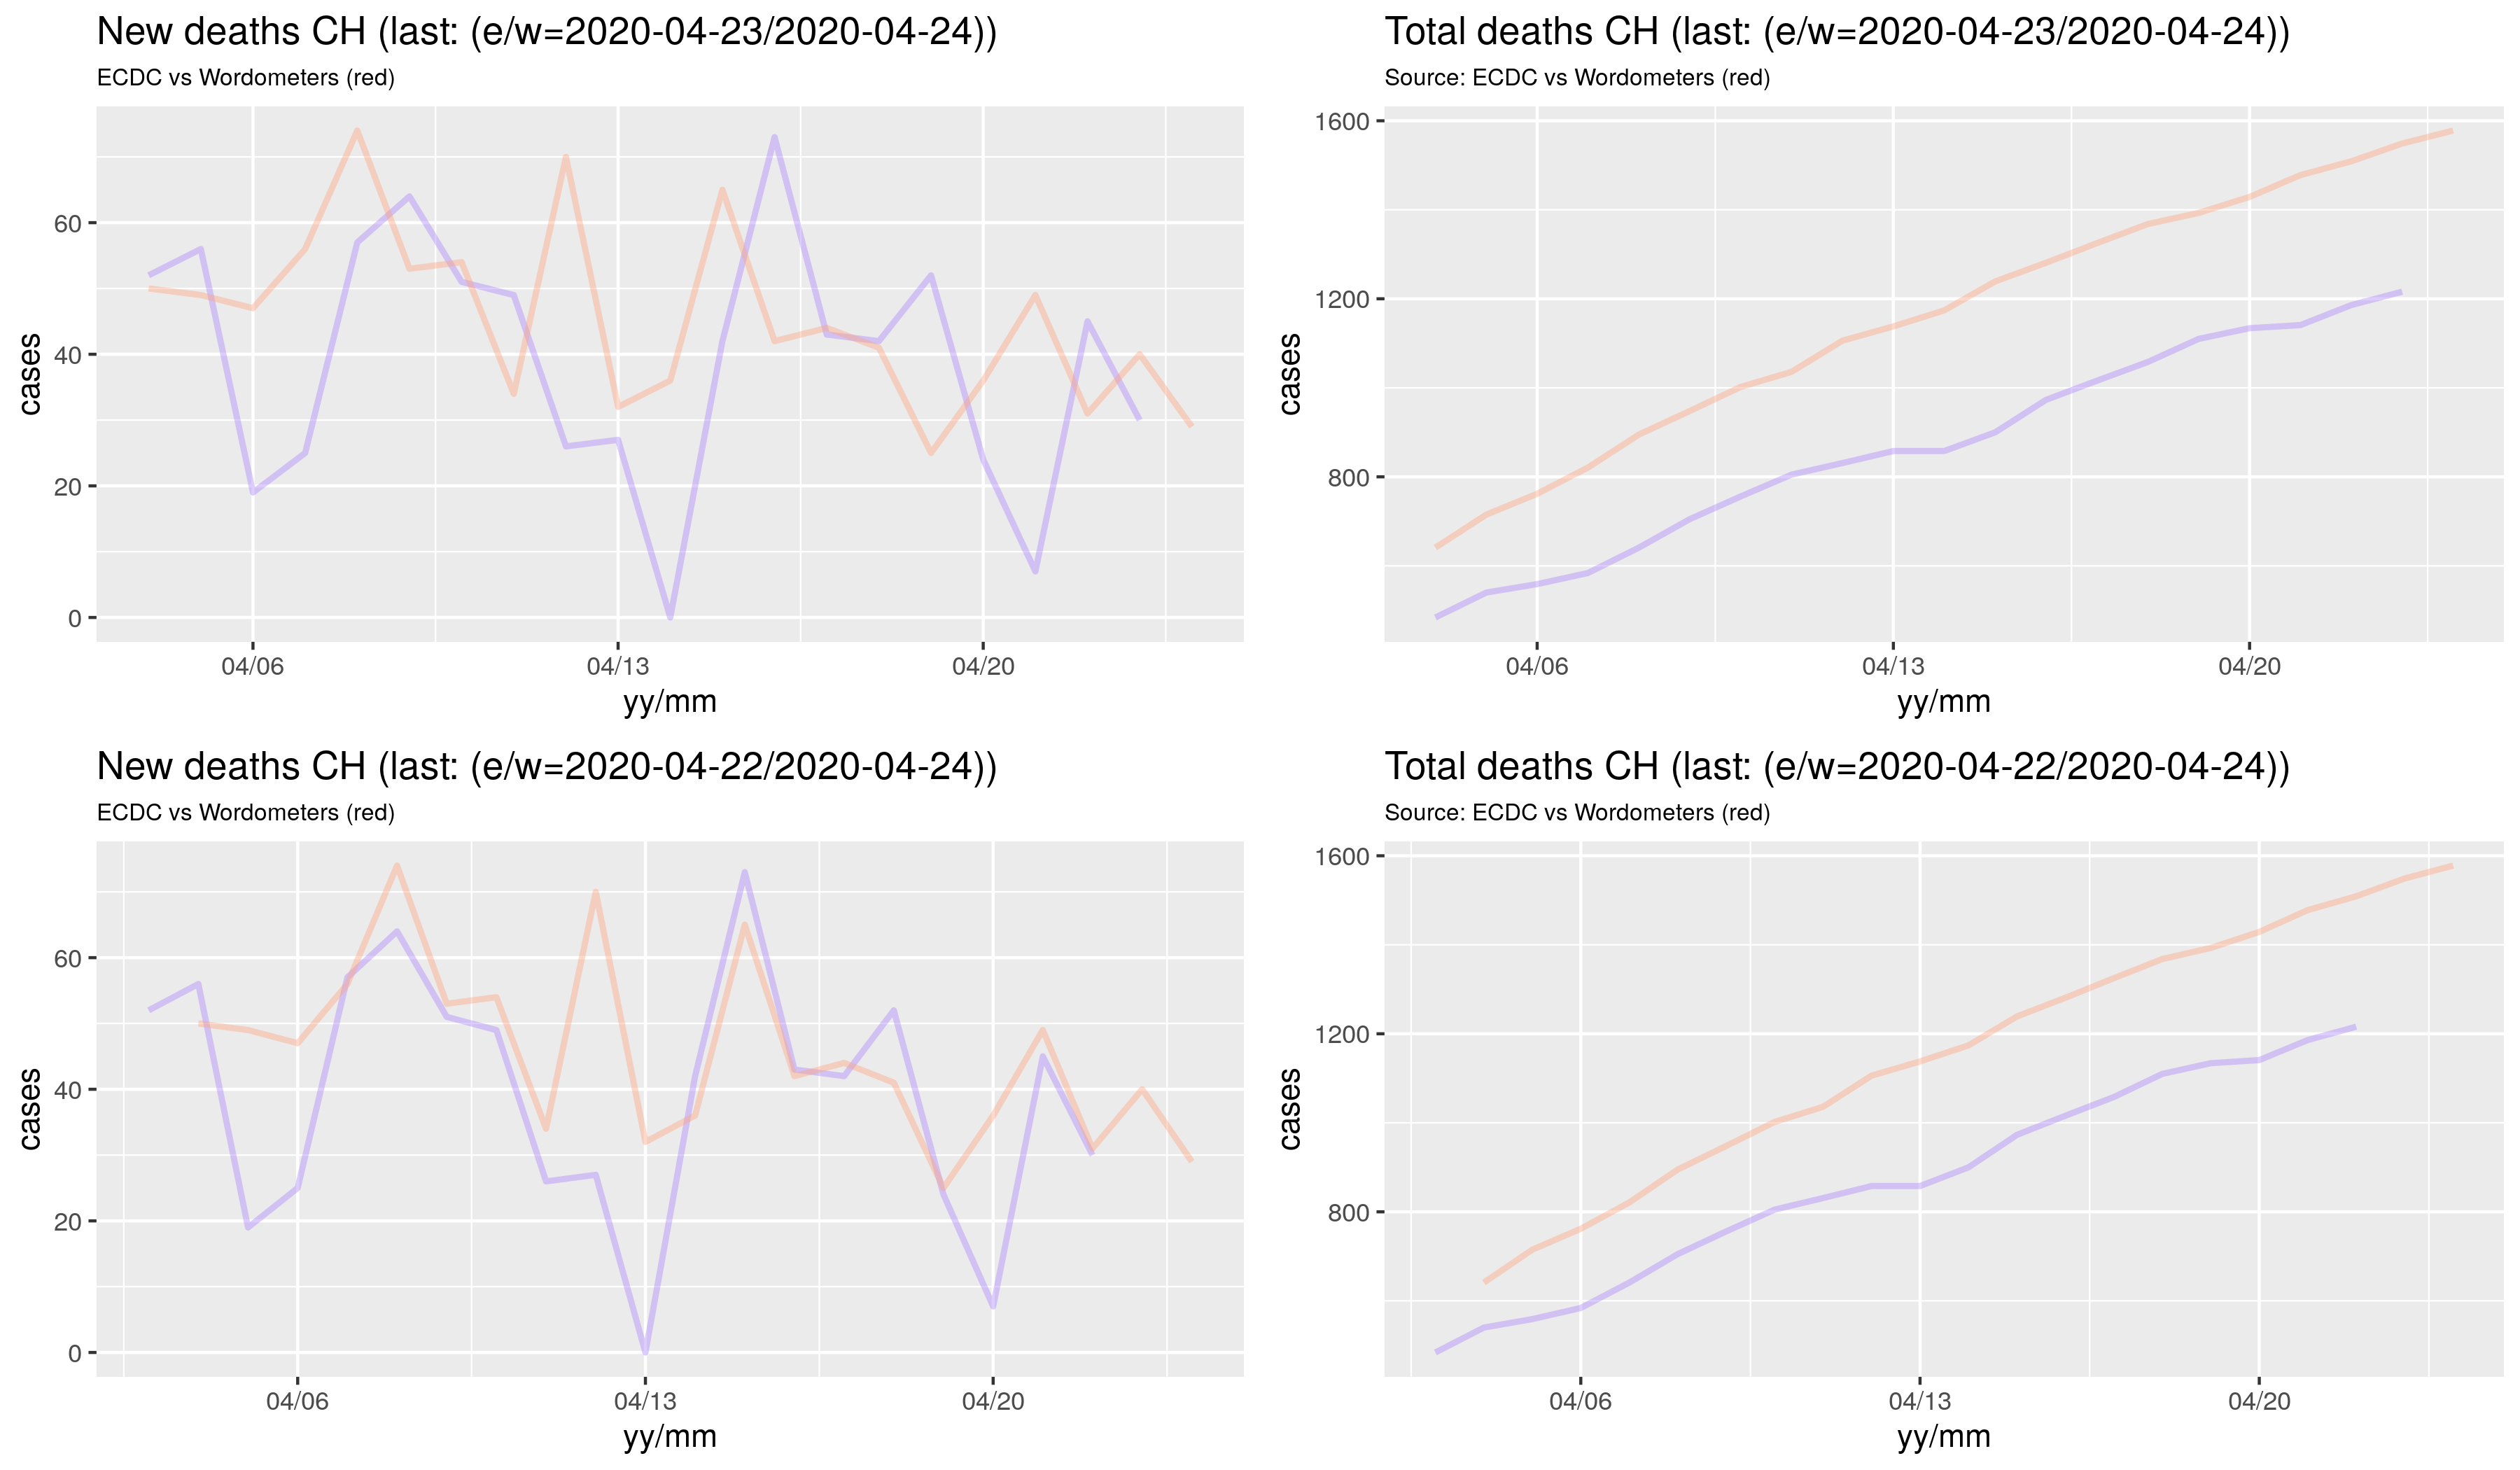 New deaths CH (last: (e/w=2020-04-23/2020-04-24))
ECDC vs Wordometers (red)
cases
60
40
20
0
04/06 04/13 04/20
yy/mm
Total deaths CH (last: (e/w=2020-04-23/2020-04-24))
Source: ECDC vs Wordometers (red)
cases
1600
1200
800
04/06 04/13 04/20
yy/mm
New deaths CH (last: (e/w=2020-04-22/2020-04-24))
ECDC vs Wordometers (red)
cases
60
40
20
0
04/06 04/13 04/20
yy/mm
Total deaths CH (last: (e/w=2020-04-22/2020-04-24))
Source: ECDC vs Wordometers (red)
cases
1600
1200
800
04/06 04/13 04/20
yy/mm